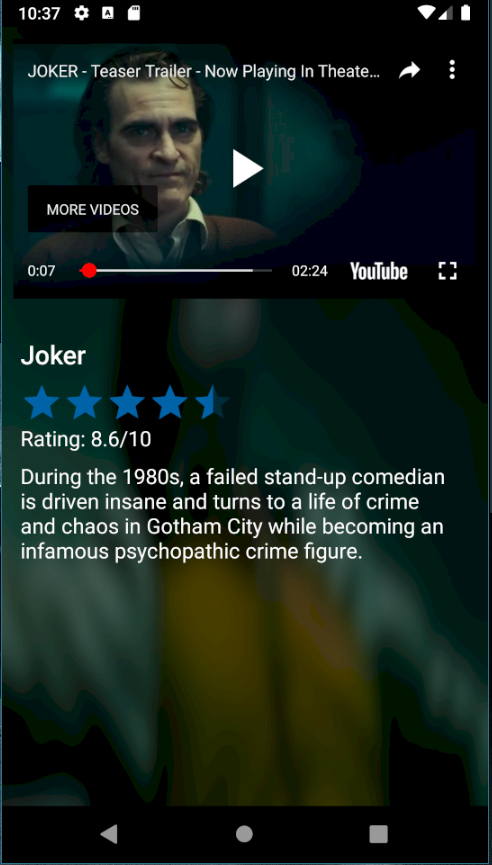 10:37
JOKER - Teaser Trailer - Now Playing In Theate...
MORE VIDEOS
0:07
02:24
YouTube
Joker
Rating: 8.6/10
During the 1980s, a failed stand-up comedian
is driven insane and turns to a life of crime
and chaos in Gotham City while becoming an
infamous psychopathic crime figure.